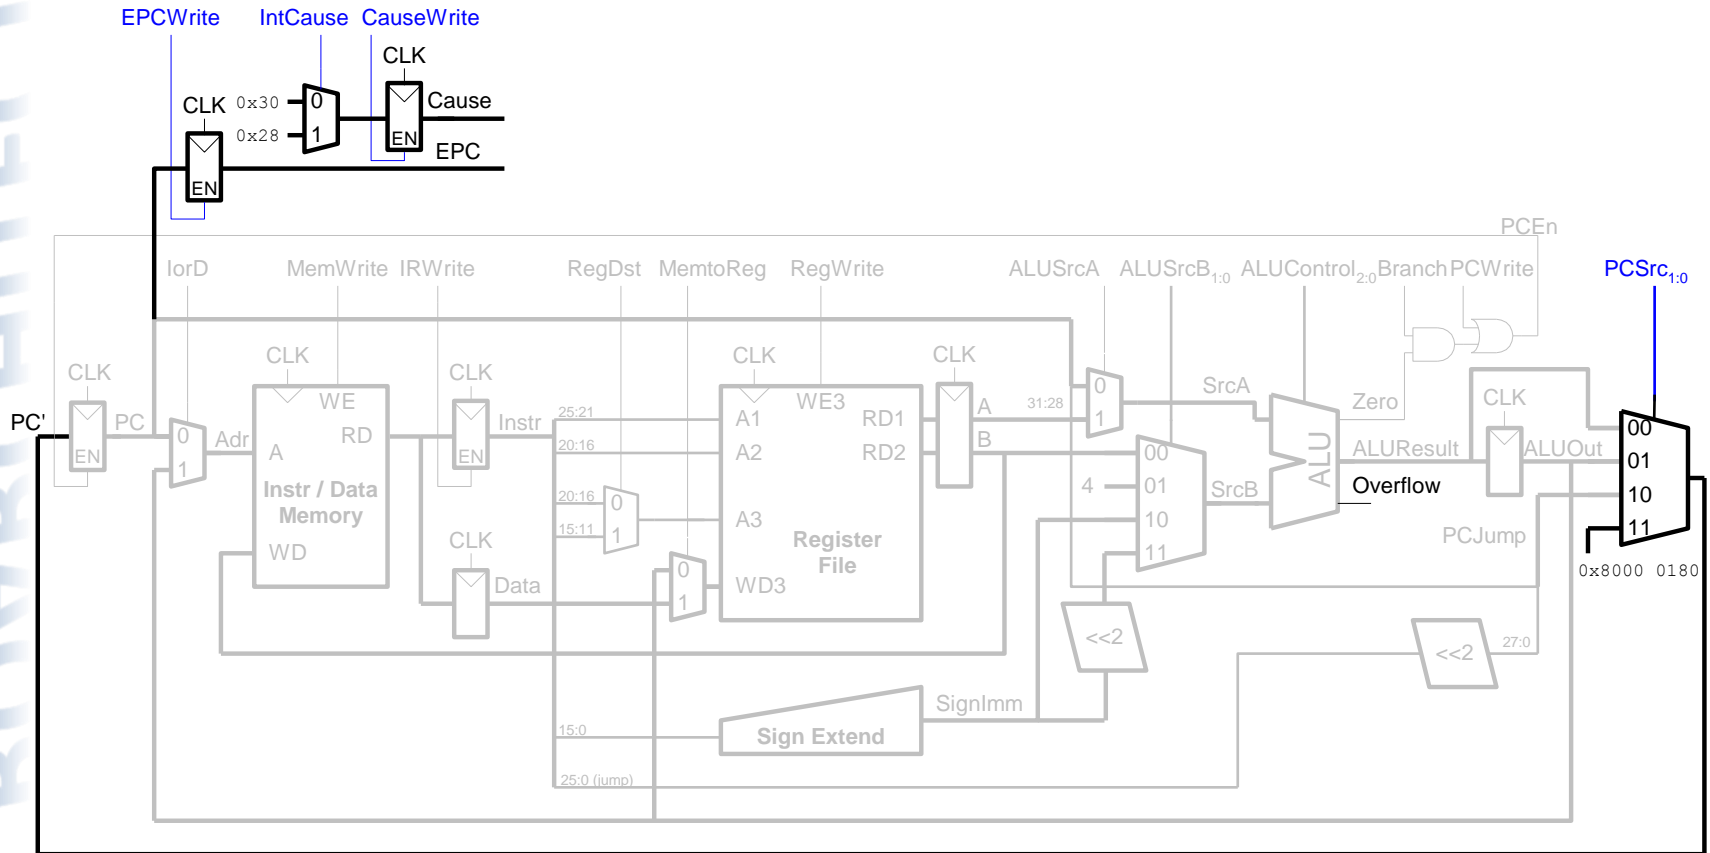 EPCWrite IntCause CauseWrite
CLK
CLK 0x30 0 Cause
0x28 1 EN
EPC
EN
PCEn
IorD MemWrite IRWrite RegDst MemtoReg RegWrite ALUSrcA ALUSrcB1:0 ALUControl2:0 Branch PCWrite PCSrc1:0
CLK CLK CLK CLK CLK
PC' PC EN
0 1 Adr
WE
A RD
Instr / Data
Memory
WD
EN Instr
CLK
Data
25:21
20:16
20:16 0
15:11 1
0
1
A1 WE3 RD1
A2 RD2
A3
Register
File
WD3
CLK
A
B
31:28
0
1
SrcA
00
4 01
10
11
SrcB
ALU
Zero
ALUResult
Overflow
CLK
ALUOut
00
01
10
11
PCJump
0x8000 0180
<<2
<<2 27:0
SignImm
15:0 Sign Extend
25:0 (jump)